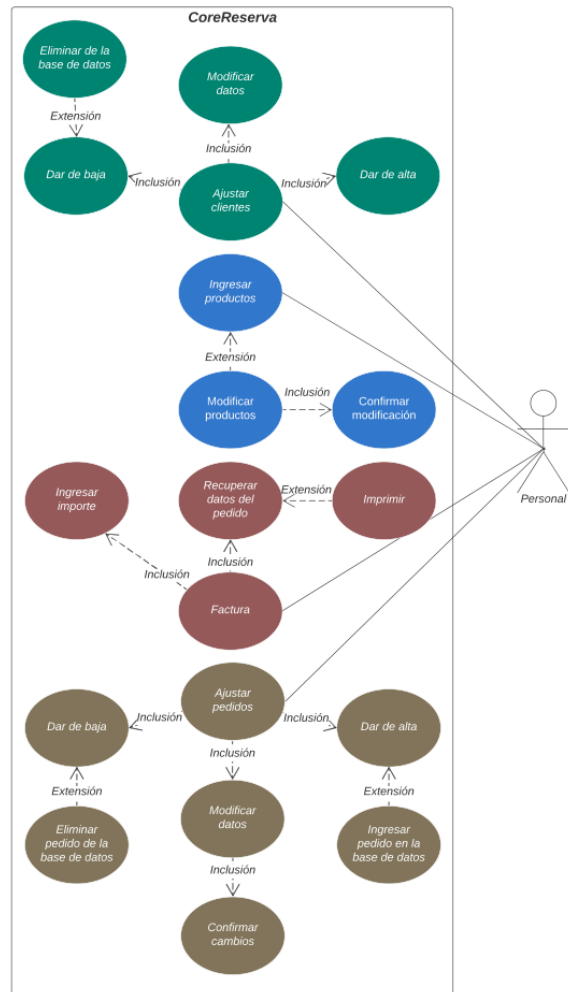 CoreReserva
Eliminar de la
base de datos
Modificar
datos
Extensión
Inclusión
Dar de baja
Inclusión
Ajustar
clientes
Inclusión
Dar de alta
Ingresar
productos
Extensión
Modificar
productos
Inclusión
Confirmar
modificación
Personal
Ingresar
importe
Recuperar
datos del
pedido
Extensión
Imprimir
Inclusión
Inclusión
Factura
Ajustar
pedidos
Dar de baja
Inclusión
Inclusión
Dar de alta
Inclusión
Extensión
Extensión
Eliminar
pedido de la
base de datos
Modificar
datos
Ingresar
pedido en la
base de datos
Inclusión
Confirmar
cambios